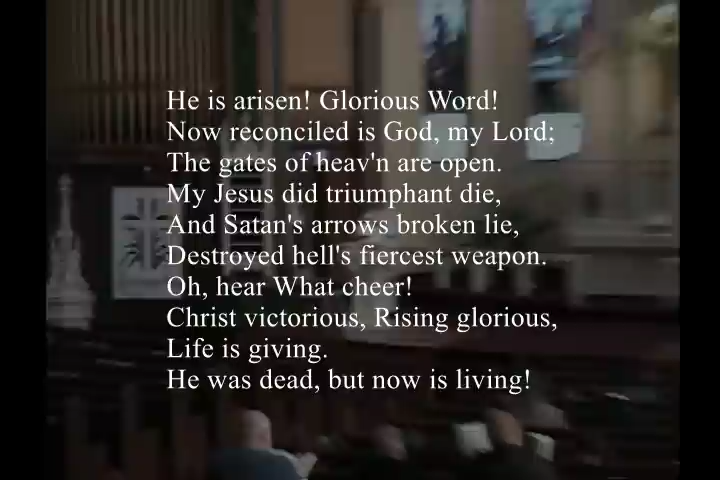 He is arisen! Glorious Word!
Now reconciled is God, my Lord;
The gates of heav'n are open.
My Jesus did triumphant die,
And Satan's arrows broken lie,
Destroyed hell's fiercest weapon.
Oh, hear What cheer!
Christ victorious, Rising glorious,
Life is giving.
He was dead, but now is living!